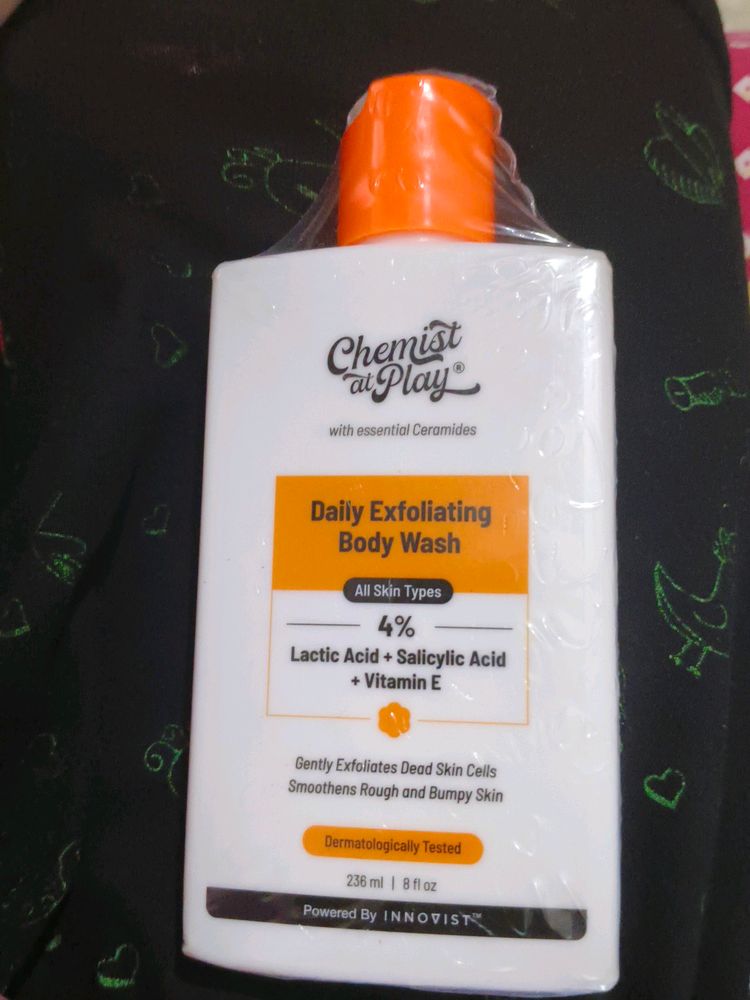 Chemist
at Play®
with essential Ceramides
Daily Exfoliating
Body Wash
All Skin Types
4%
Lactic Acid + Salicylic Acid
+ Vitamin E
Gently Exfoliates Dead Skin Cells
Smoothens Rough and Bumpy Skin
Dermatologically Tested
236 ml | 8 fl oz
Powered By INNOVIST™